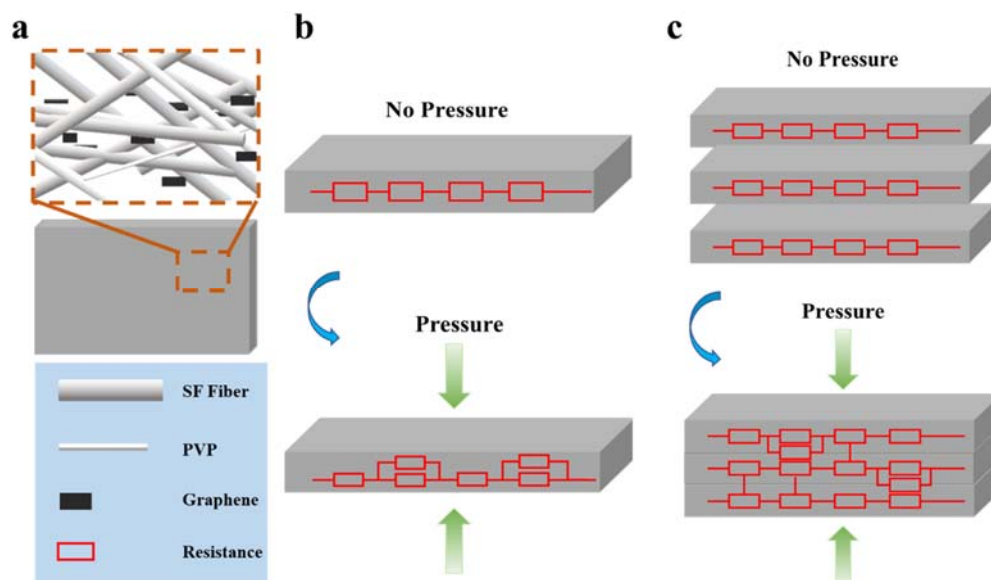 a
b
c
No Pressure
No Pressure
Pressure
Pressure
SF Fiber
PVP
Graphene
Resistance